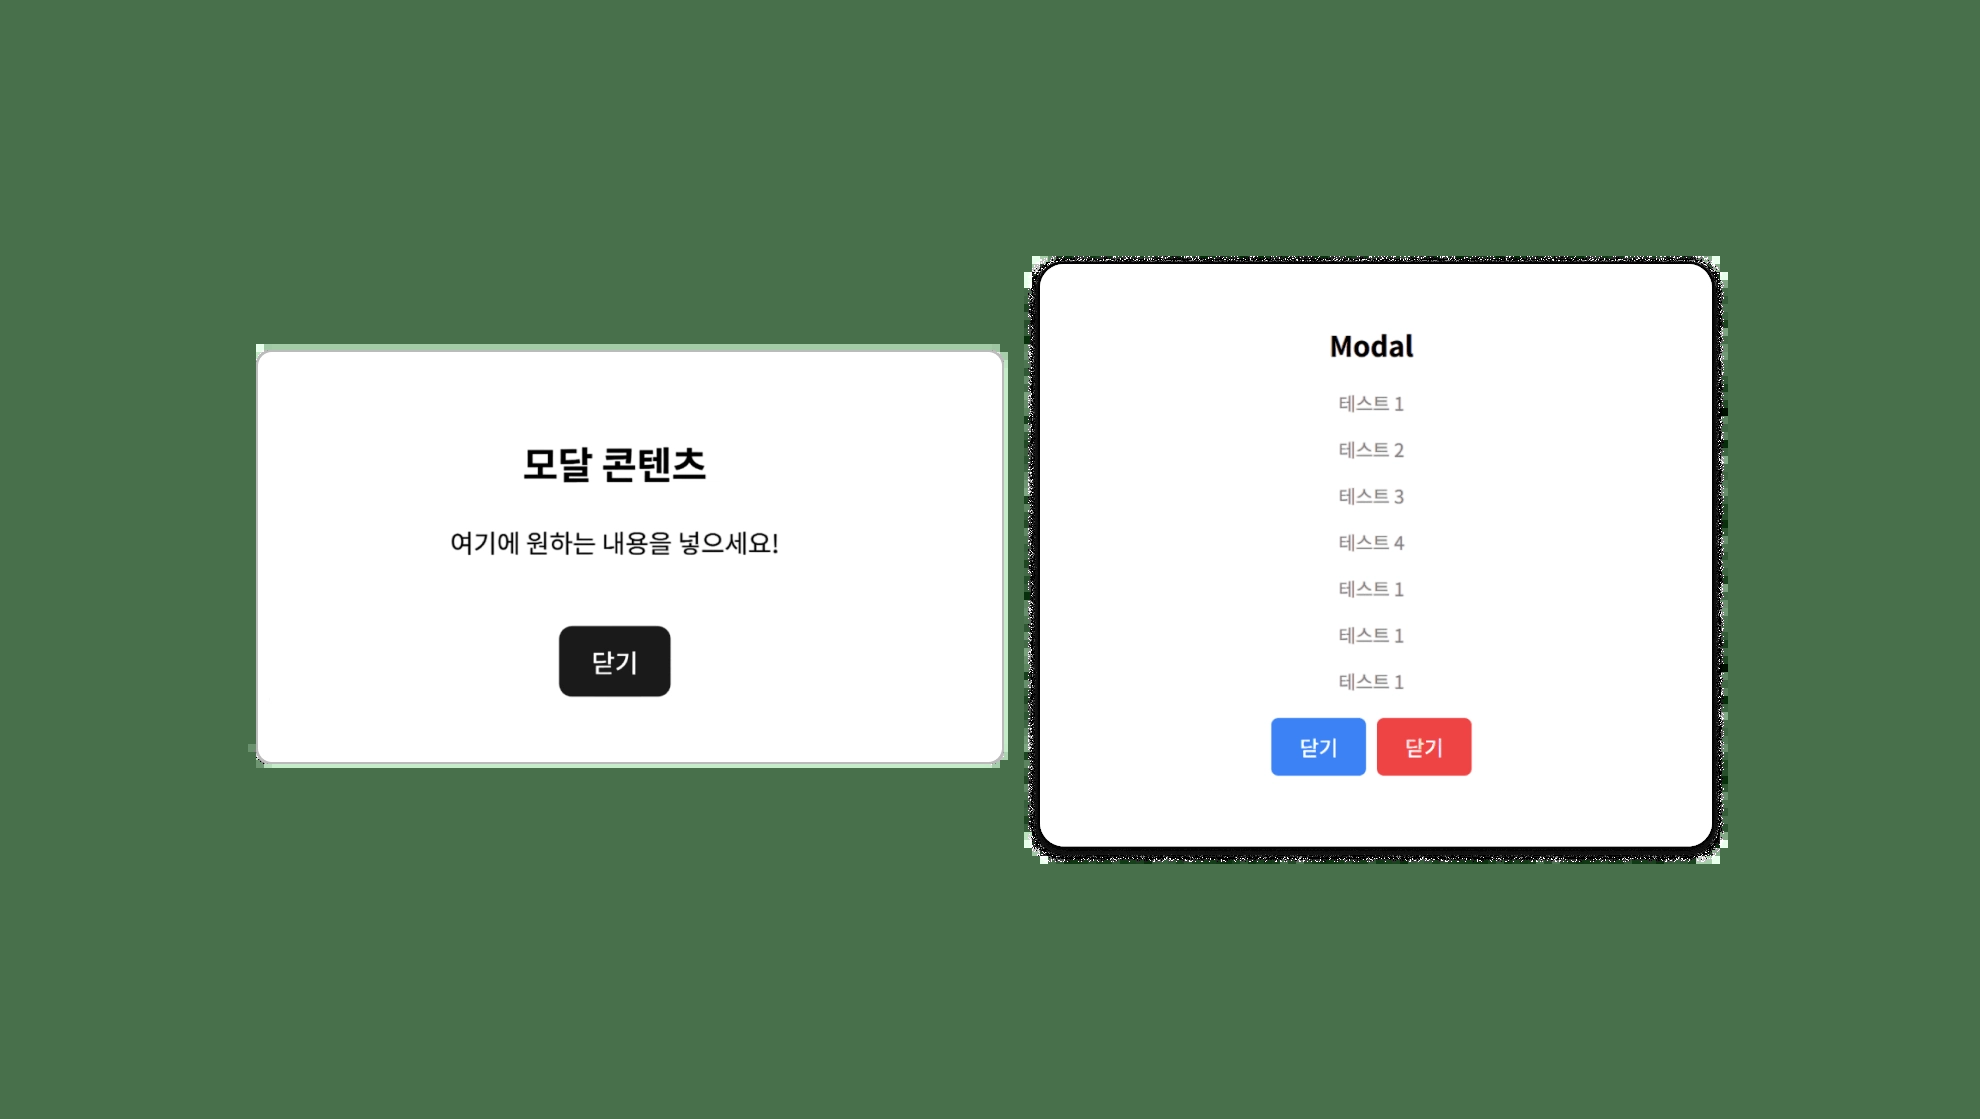 모달 콘텐츠
여기에 원하는 내용을 넣으세요!
닫기
Modal
테스트 1
테스트 2
테스트 3
테스트 4
테스트 1
테스트 1
테스트 1
닫기 닫기